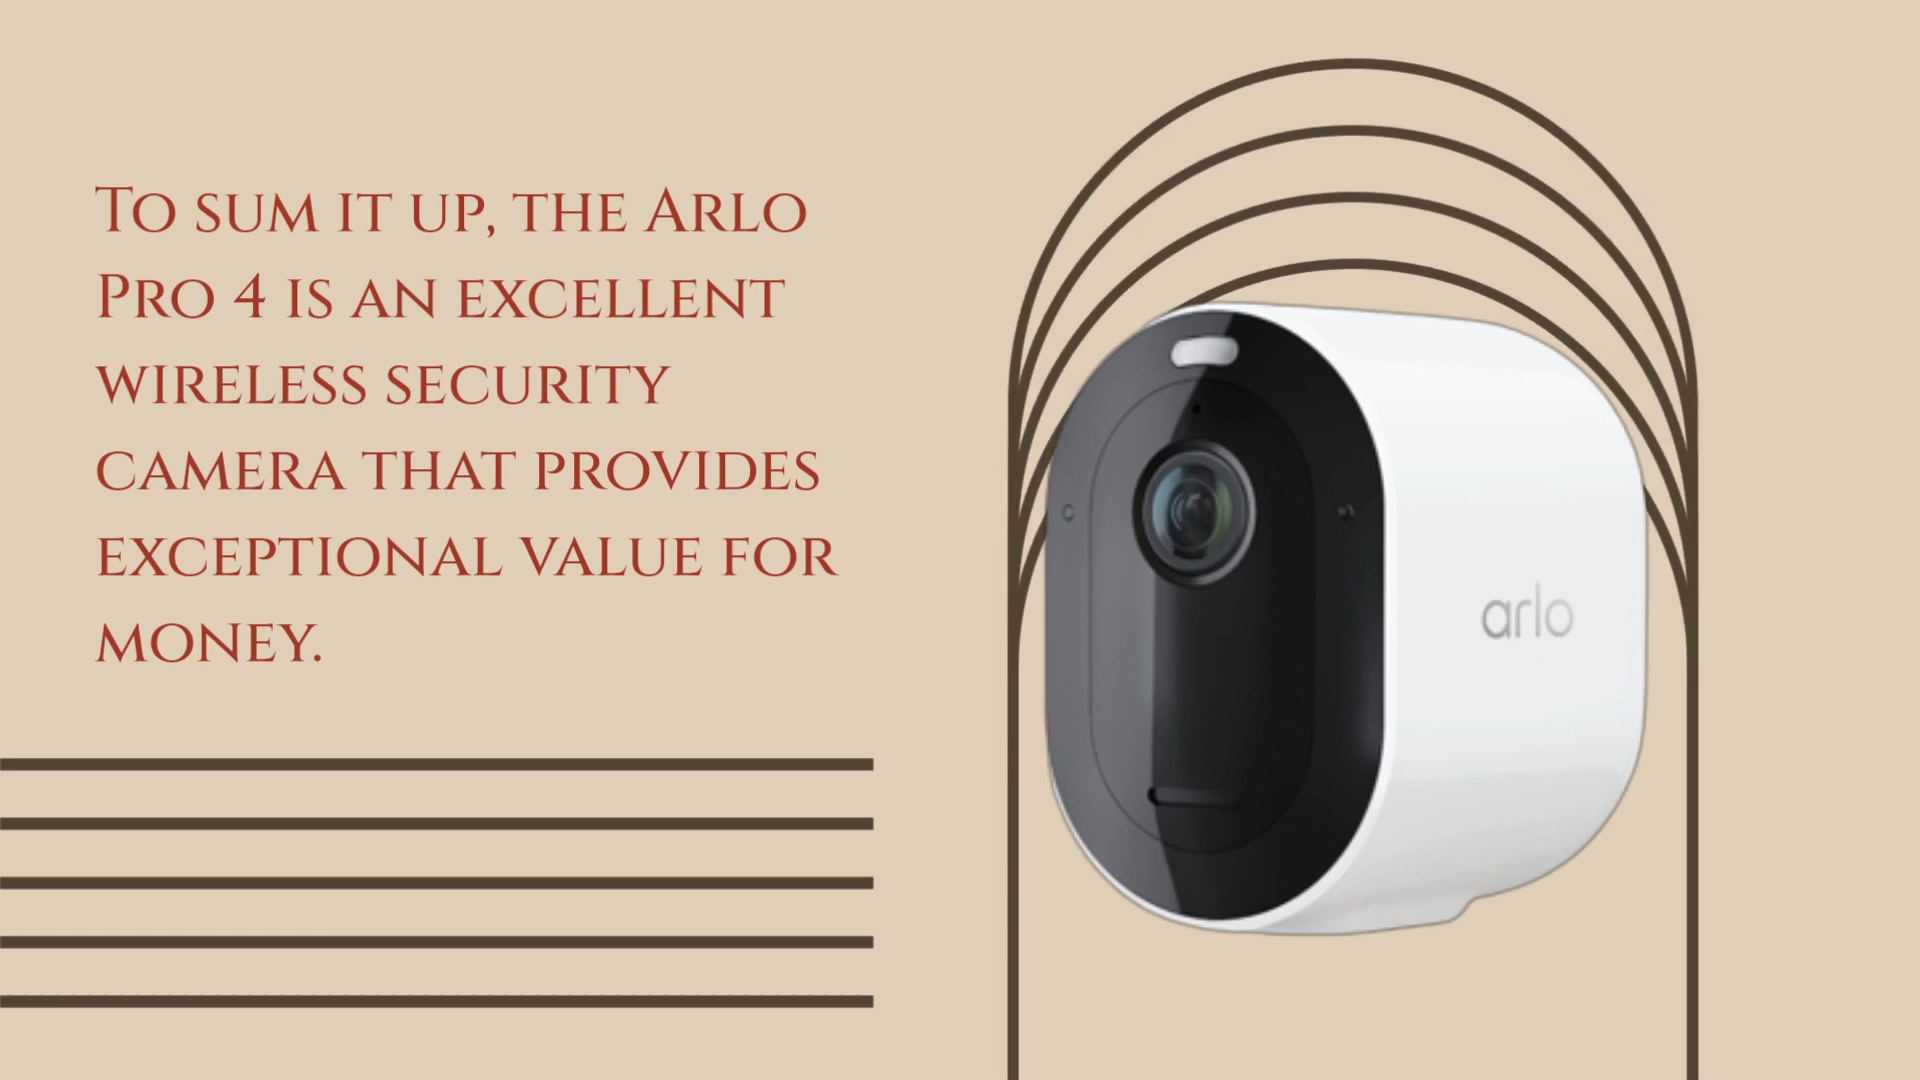 To sum it up, the Arlo
Pro 4 is an excellent
wireless security
camera that provides
exceptional value for
money.
arlo